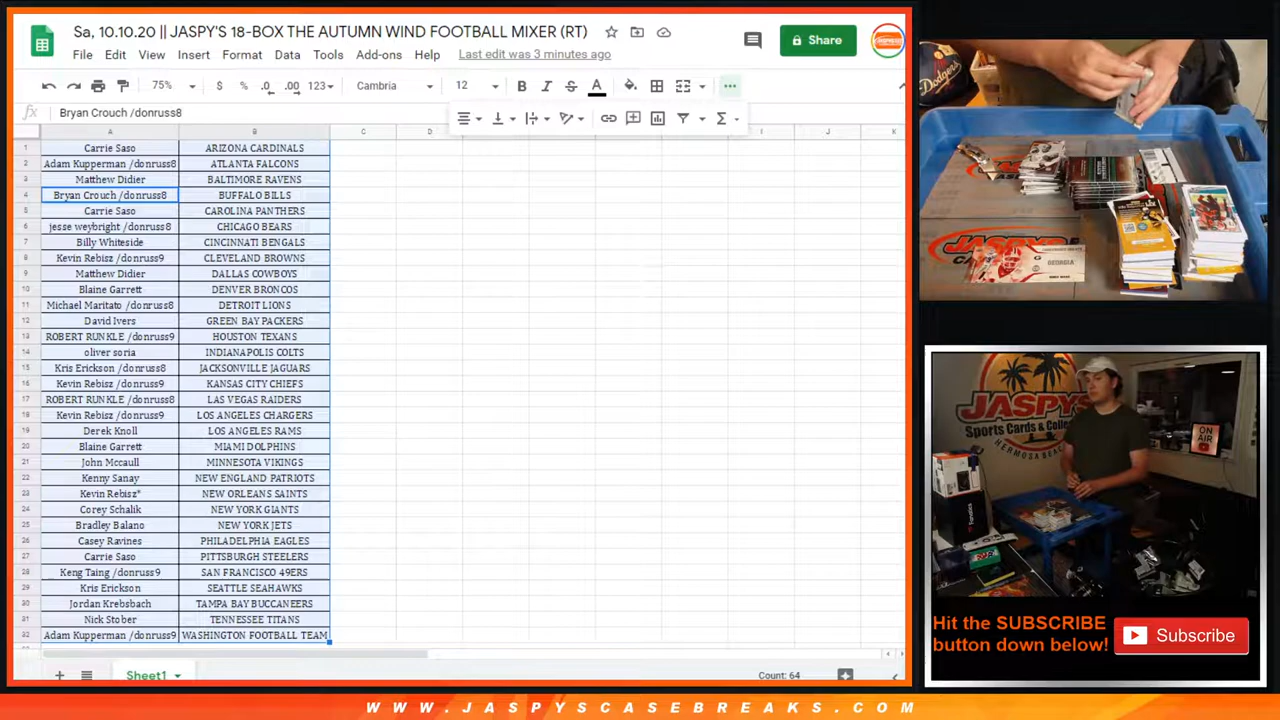 Sa, 10.10.20 || JASPY'S 18-BOX THE AUTUMN WIND FOOTBALL MIXER (RT)
File Edit View Insert Format Data Tools Add-ons Help Last edit was 3 minutes ago
Share
75% $ % .0 .00 123 Cambria 12 B I S A
fx Bryan Crouch /donruss8
A B C D E F G H I J K
1 Carrie Saso ARIZONA CARDINALS
2 Adam Kupperman /donruss8 ATLANTA FALCONS
3 Matthew Didier BALTIMORE RAVENS
4 Bryan Crouch /donruss8 BUFFALO BILLS
5 Carrie Saso CAROLINA PANTHERS
6 jesse weybright /donruss8 CHICAGO BEARS
7 Billy Whiteside CINCINNATI BENGALS
8 Kevin Rebisz /donruss9 CLEVELAND BROWNS
9 Matthew Didier DALLAS COWBOYS
10 Blaine Garrett DENVER BRONCOS
11 Michael Maritato /donruss8 DETROIT LIONS
12 David Ivers GREEN BAY PACKERS
13 ROBERT RUNKLE /donruss9 HOUSTON TEXANS
14 oliver soria INDIANAPOLIS COLTS
15 Kris Erickson /donruss8 JACKSONVILLE JAGUARS
16 Kevin Rebisz /donruss9 KANSAS CITY CHIEFS
17 ROBERT RUNKLE /donruss8 LAS VEGAS RAIDERS
18 Kevin Rebisz /donruss9 LOS ANGELES CHARGERS
19 Derek Knoll LOS ANGELES RAMS
20 Blaine Garrett MIAMI DOLPHINS
21 John Mccaull MINNESOTA VIKINGS
22 Kenny Sanay NEW ENGLAND PATRIOTS
23 Kevin Rebisz* NEW ORLEANS SAINTS
24 Corey Schalik NEW YORK GIANTS
25 Bradley Balano NEW YORK JETS
26 Casey Ravines PHILADELPHIA EAGLES
27 Carrie Saso PITTSBURGH STEELERS
28 Keng Taing /donruss9 SAN FRANCISCO 49ERS
29 Kris Erickson SEATTLE SEAHAWKS
30 Jordan Krebsbach TAMPA BAY BUCCANEERS
31 Nick Stober TENNESSEE TITANS
32 Adam Kupperman /donruss9 WASHINGTON FOOTBALL TEAM
Sheet1
Count: 64
Dodgers
GEORGIA
JASPY'S
Sports Cards & Colle
HERMOSA BEAC
ON AIR
Hit the SUBSCRIBE
button down below!
Subscribe
WWW.JASPYSCASEBREAKS.COM